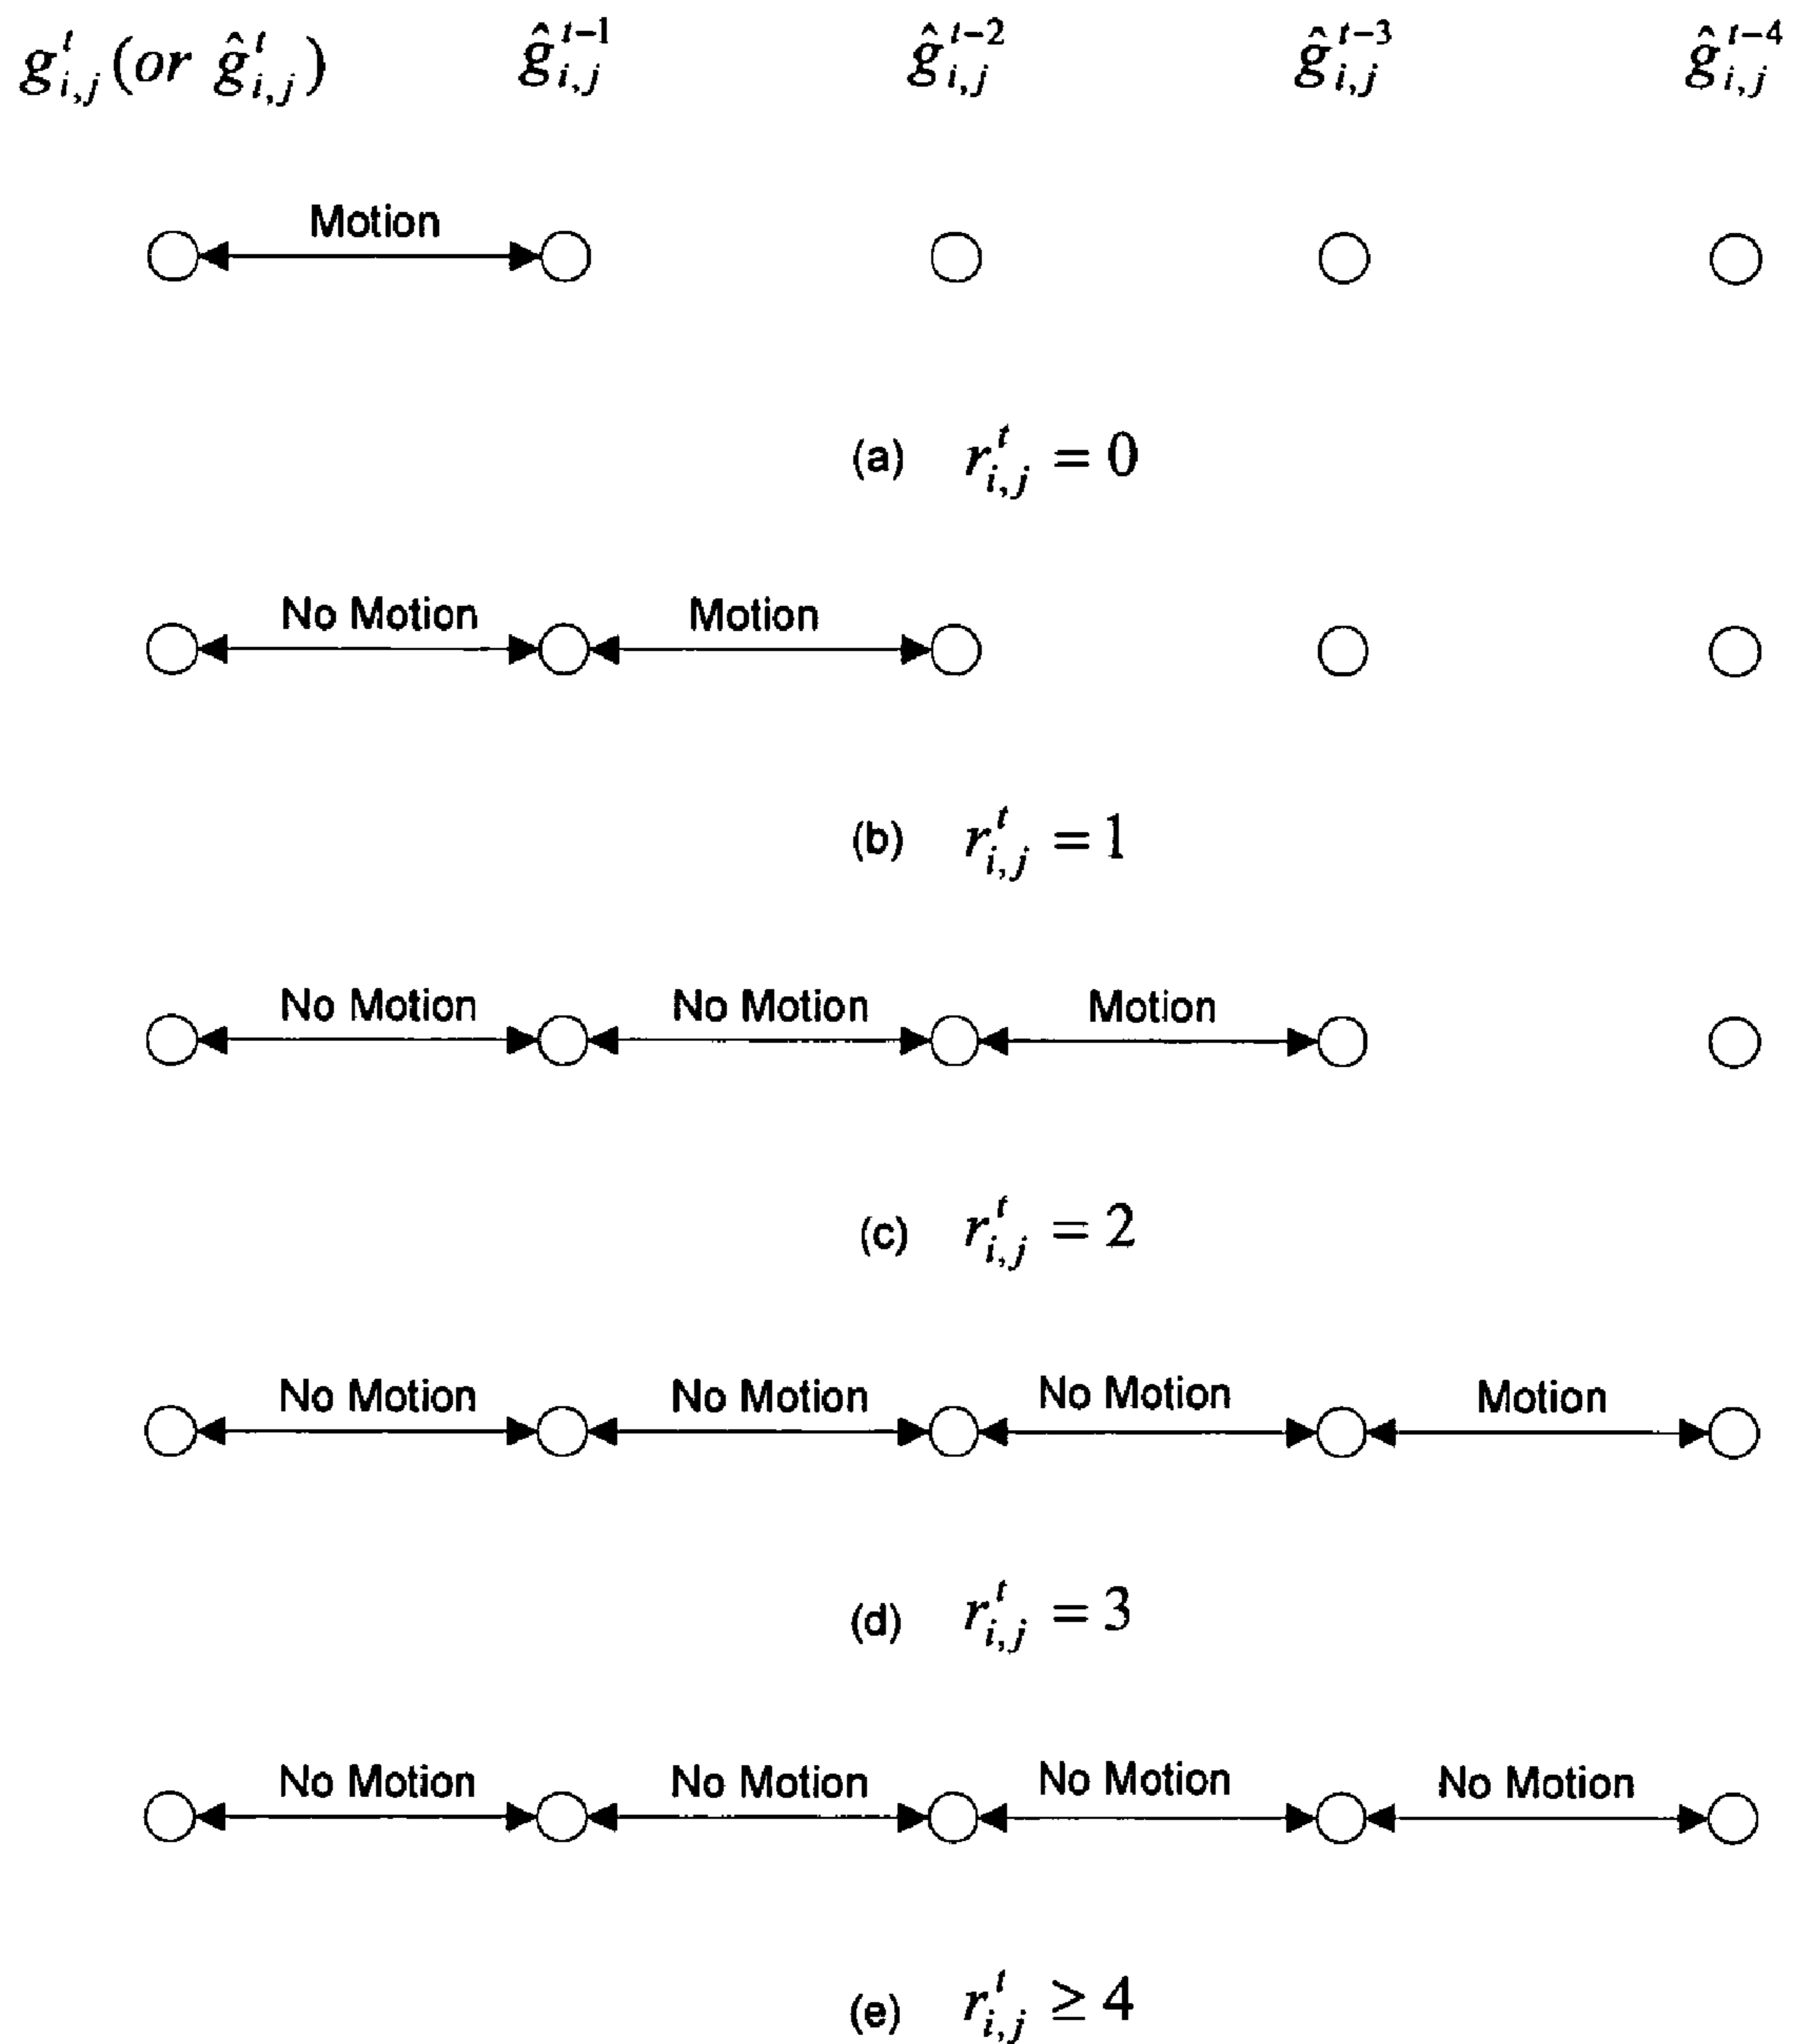 g^t_{i,j} (or ĝ^t_{i,j}) ĝ^{t-1}_{i,j} ĝ^{t-2}_{i,j} ĝ^{t-3}_{i,j} ĝ^{t-4}_{i,j}
Motion
(a) r^t_{i,j} = 0
No Motion Motion
(b) r^t_{i,j} = 1
No Motion No Motion Motion
(c) r^t_{i,j} = 2
No Motion No Motion No Motion Motion
(d) r^t_{i,j} = 3
No Motion No Motion No Motion No Motion
(e) r^t_{i,j} ≥ 4